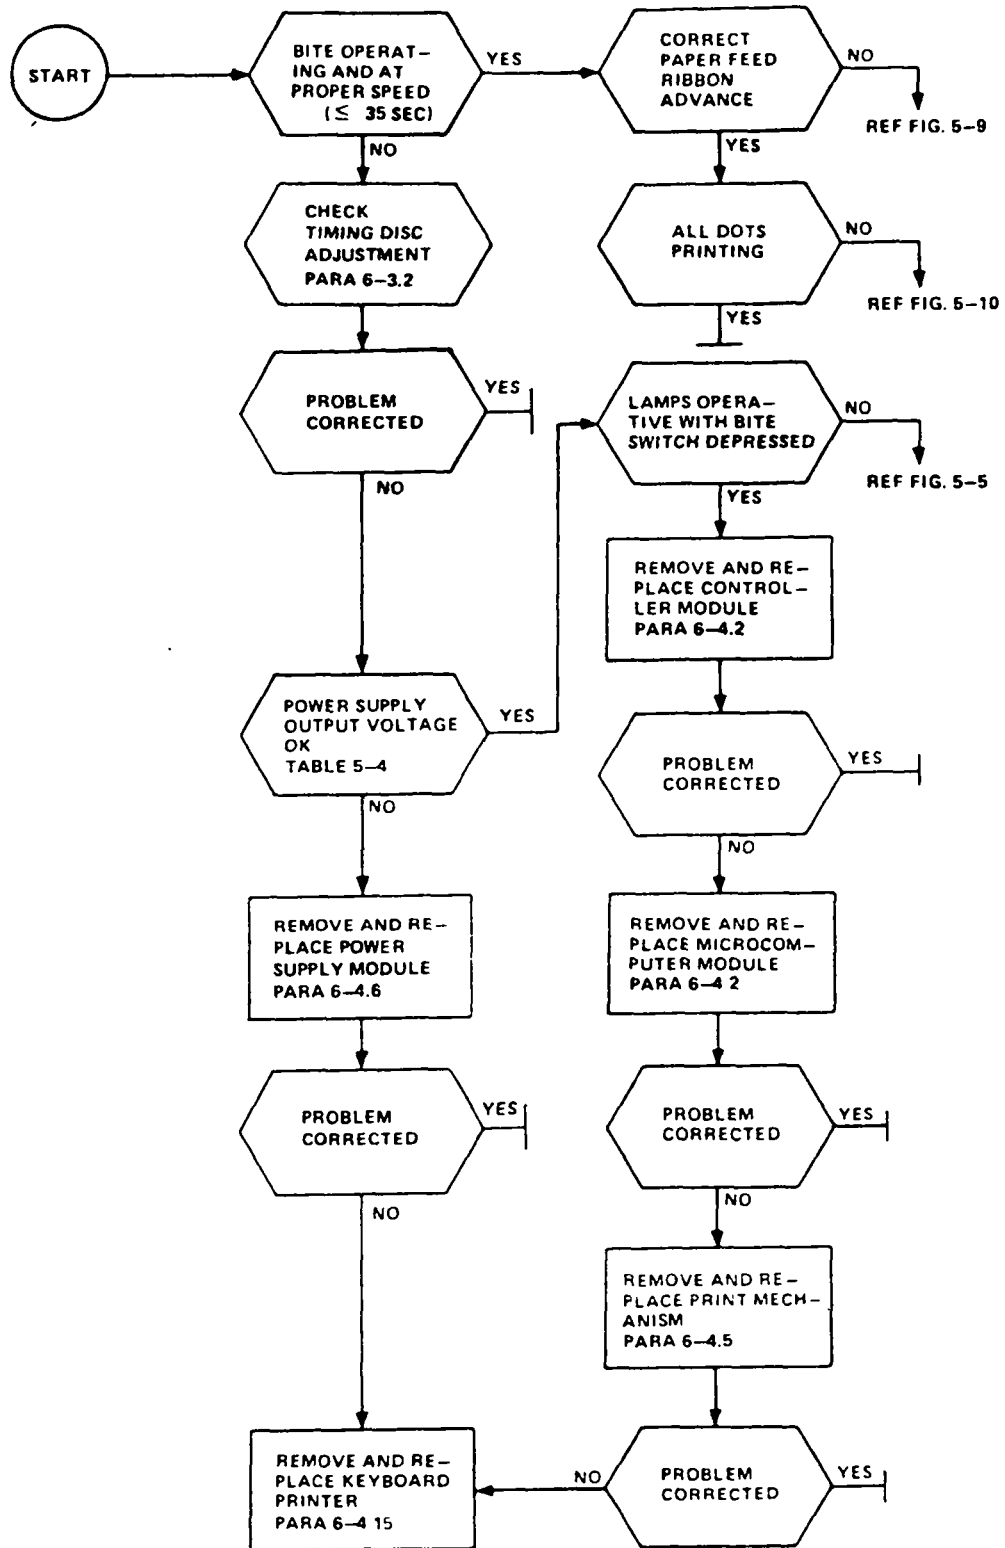 START
BITE OPERAT–
ING AND AT
PROPER SPEED
(≤ 35 SEC)
YES
NO
CORRECT
PAPER FEED
RIBBON
ADVANCE
NO
REF FIG. 5–9
YES
CHECK
TIMING DISC
ADJUSTMENT
PARA 6–3.2
ALL DOTS
PRINTING
NO
REF FIG. 5–10
YES
PROBLEM
CORRECTED
YES
NO
LAMPS OPERA–
TIVE WITH BITE
SWITCH DEPRESSED
NO
REF FIG. 5–5
YES
REMOVE AND RE–
PLACE CONTROL–
LER MODULE
PARA 6–4.2
POWER SUPPLY
OUTPUT VOLTAGE
OK
TABLE 5–4
YES
NO
PROBLEM
CORRECTED
YES
NO
REMOVE AND RE–
PLACE POWER
SUPPLY MODULE
PARA 6–4.6
REMOVE AND RE–
PLACE MICROCOM–
PUTER MODULE
PARA 6–4 2
PROBLEM
CORRECTED
YES
NO
PROBLEM
CORRECTED
YES
NO
REMOVE AND RE–
PLACE PRINT MECH–
ANISM
PARA 6–4.5
REMOVE AND RE–
PLACE KEYBOARD
PRINTER
PARA 6–4 15
NO
PROBLEM
CORRECTED
YES